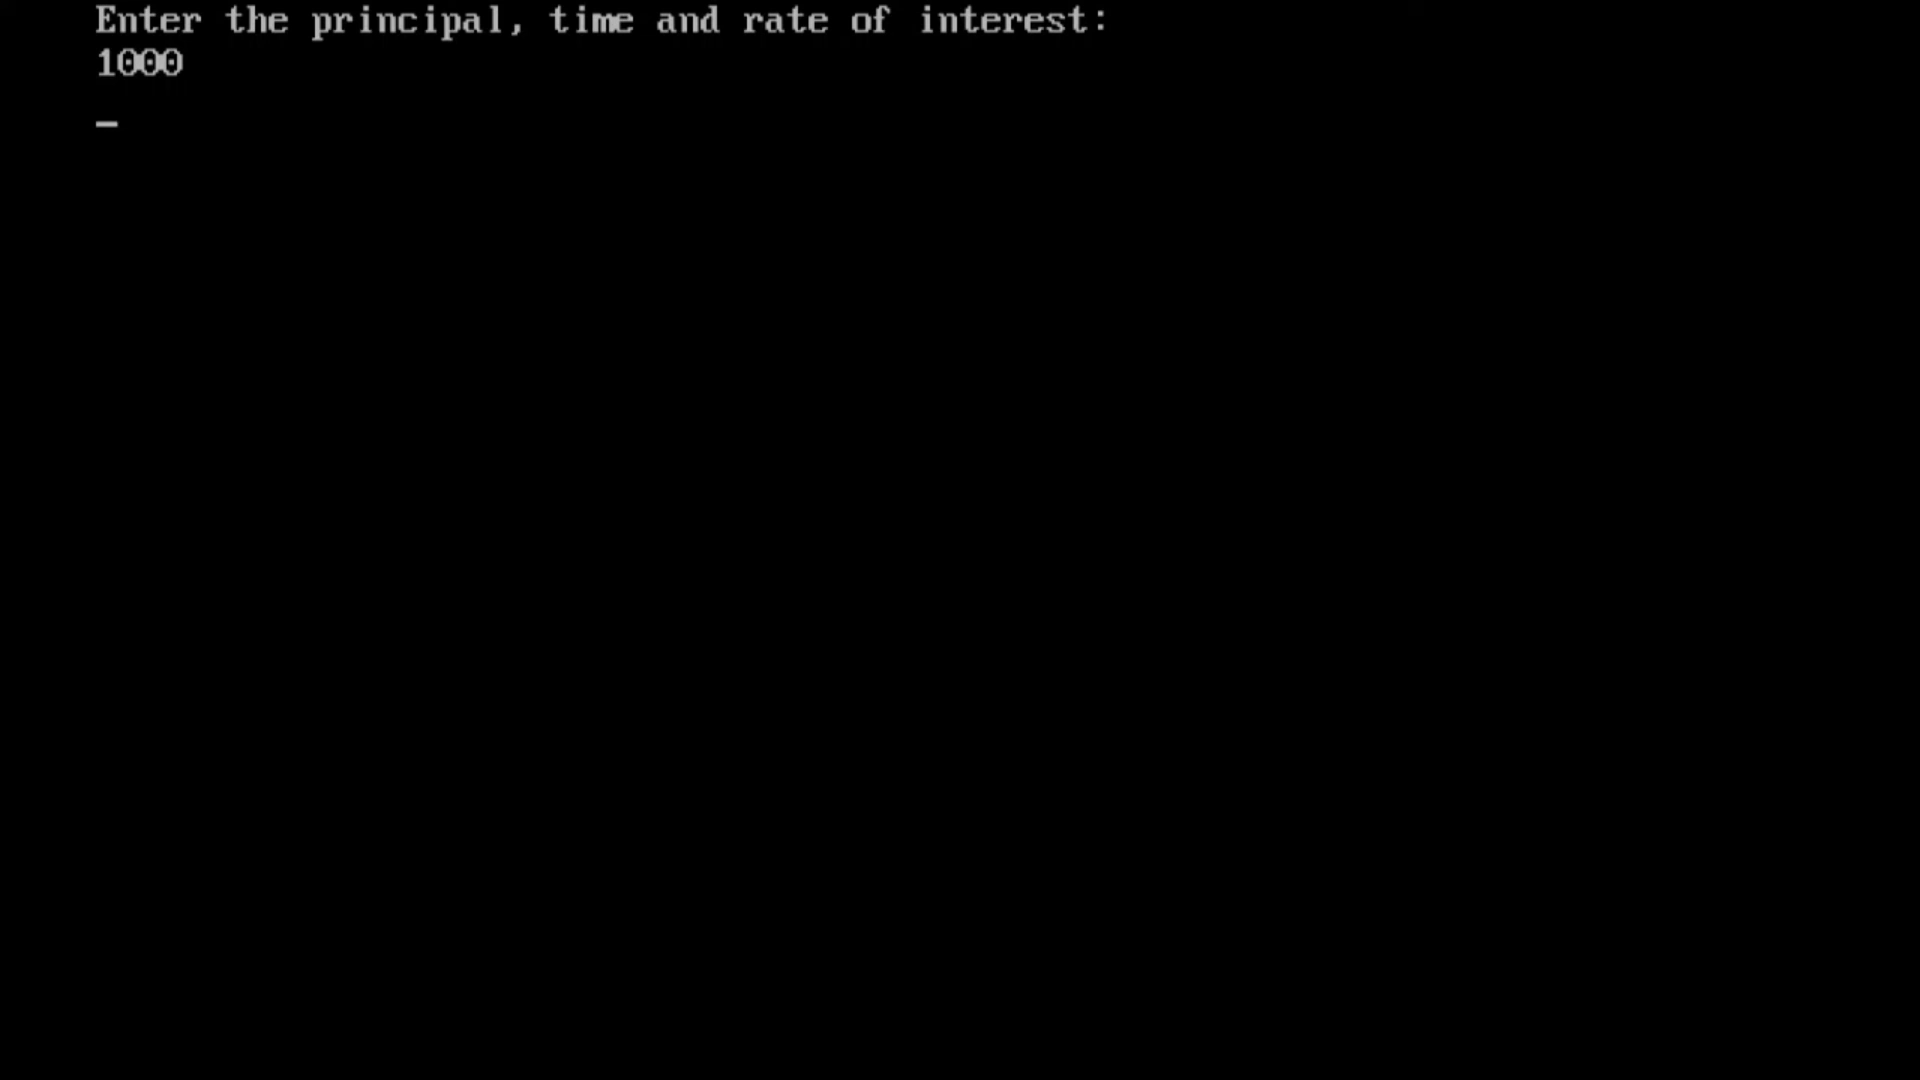 Enter the principal, time and rate of interest:
1000
_